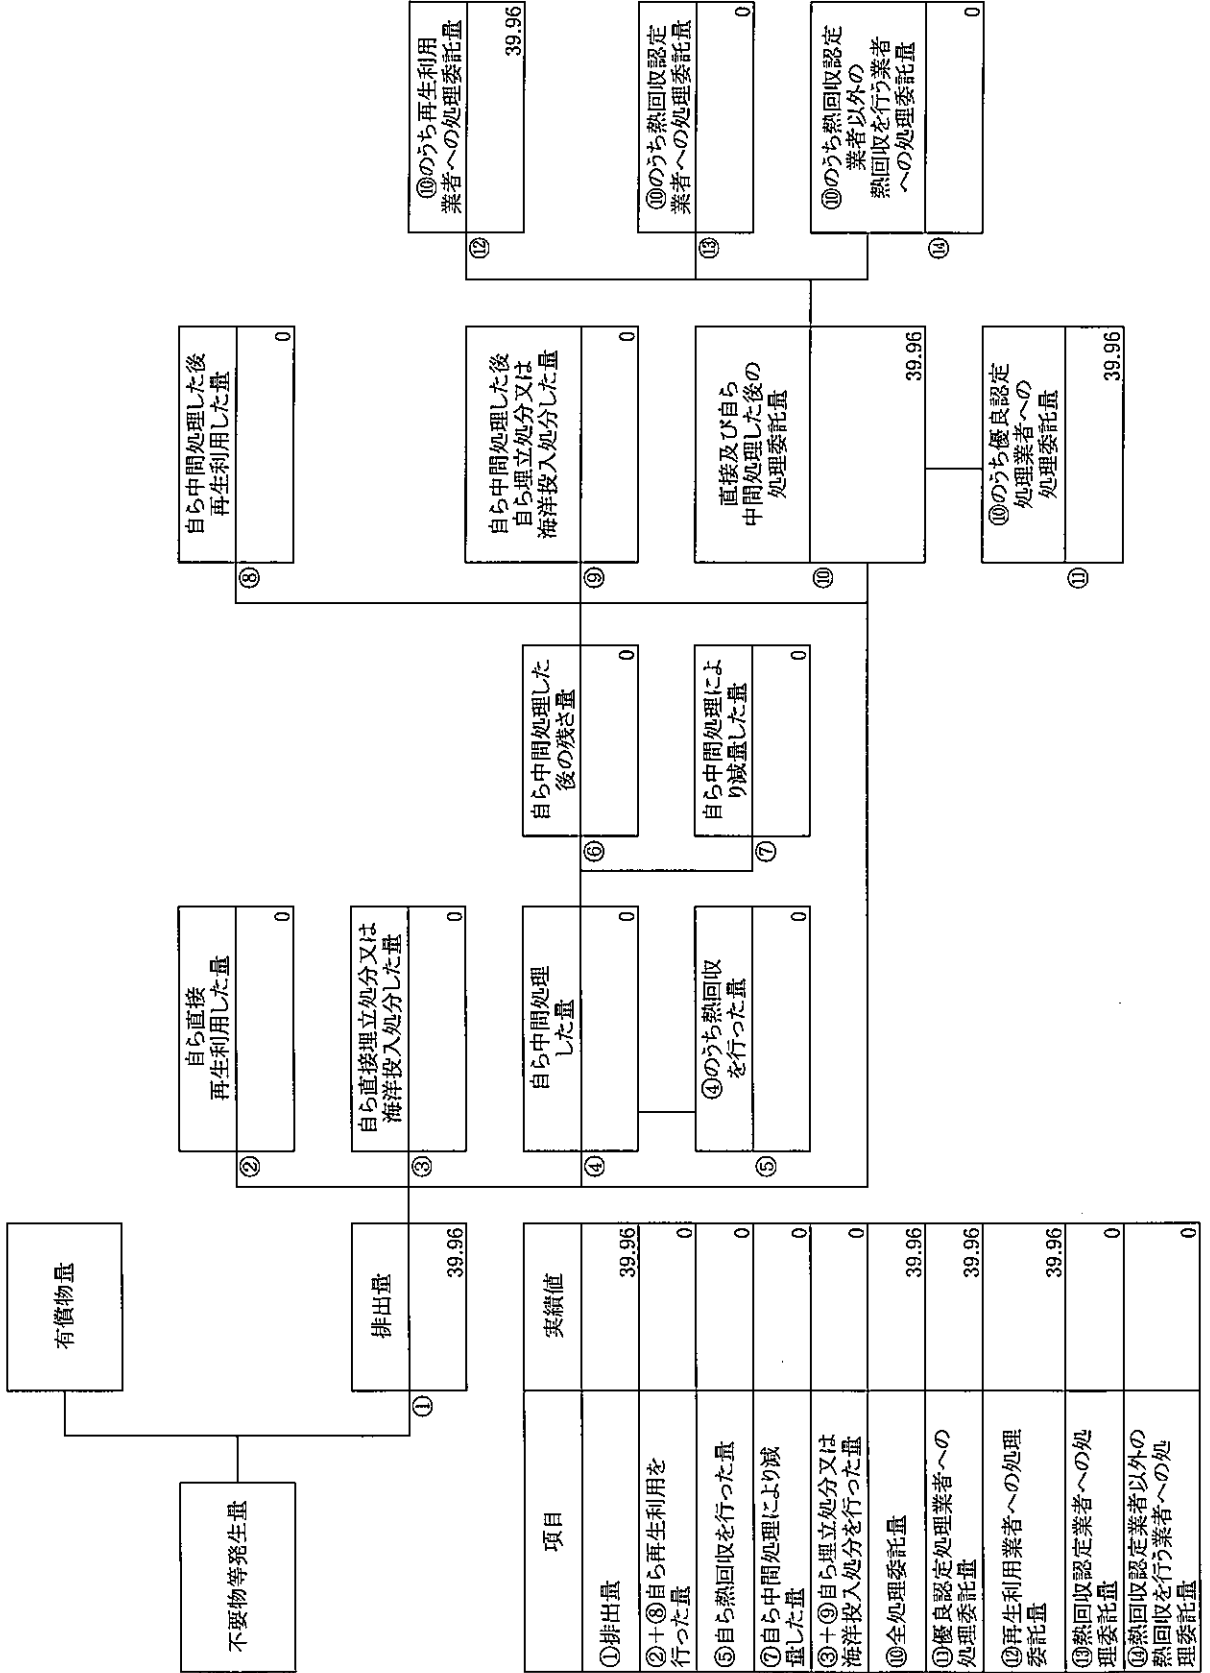 有償物量
不要物等発生量
①
排出量
39.96
②
自ら直接
再生利用した量
0
③
自ら直接埋立処分又は
海洋投入処分した量
0
④
自ら中間処理
した量
0
⑤
④のうち熱回収
を行った量
0
⑥
自ら中間処理した
後の残さ量
0
⑦
自ら中間処理によ
り減量した量
0
⑧
自ら中間処理した後
再生利用した量
0
⑨
自ら中間処理した後
自ら埋立処分又は
海洋投入処分した量
0
⑩
直接及び自ら
中間処理した後の
処理委託量
39.96
⑪
⑩のうち優良認定
処理業者への
処理委託量
39.96
⑫
⑩のうち再生利用
業者への処理委託量
39.96
⑬
⑩のうち熱回収認定
業者への処理委託量
0
⑭
⑩のうち熱回収認定
業者以外の
熱回収を行う業者
への処理委託量
0
項目 実績値
①排出量 39.96
②+⑧自ら再生利用を
行った量 0
⑤自ら熱回収を行った量 0
⑦自ら中間処理により減
量した量 0
③+⑨自ら埋立処分又は
海洋投入処分を行った量 0
⑩全処理委託量 39.96
⑪優良認定処理業者への
処理委託量 39.96
⑫再生利用業者への処理
委託量 39.96
⑬熱回収認定業者への処
理委託量 0
⑭熱回収認定業者以外の
熱回収を行う業者への処
理委託量 0